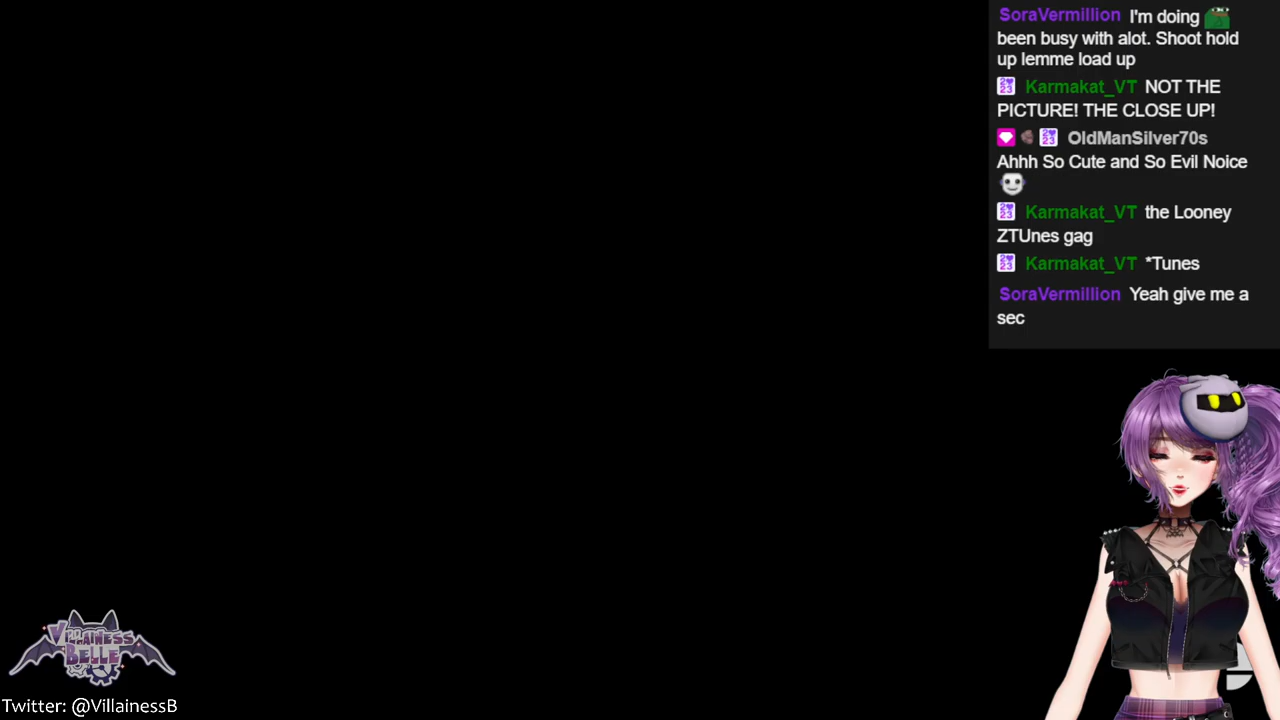 SoraVermillion I'm doing
been busy with alot. Shoot hold
up lemme load up
Karmakat_VT NOT THE
PICTURE! THE CLOSE UP!
OldManSilver70s
Ahhh So Cute and So Evil Noice
Karmakat_VT the Looney
ZTUnes gag
Karmakat_VT *Tunes
SoraVermillion Yeah give me a
sec
VILLAINESS
BELLE
Twitter: @VillainessB